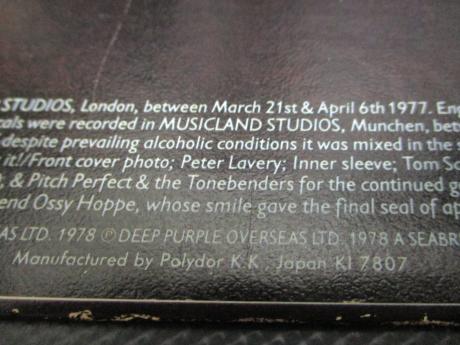 STUDIOS, London, between March 21st & April 6th 1977. Eng
were recorded in MUSICLAND STUDIOS, Munchen, bet
despite prevailing alcoholic conditions it was mixed in the s
it!/Front cover photo; Peter Lavery; Inner sleeve; Tom Sc
& Pitch Perfect & the Tonebenders for the continued g
end Ossy Hoppe, whose smile gave the final seal of ap
AS LTD. 1978 ℗ DEEP PURPLE OVERSEAS LTD. 1978 A SEABR
Manufactured by Polydor K.K., Japan KI 7807